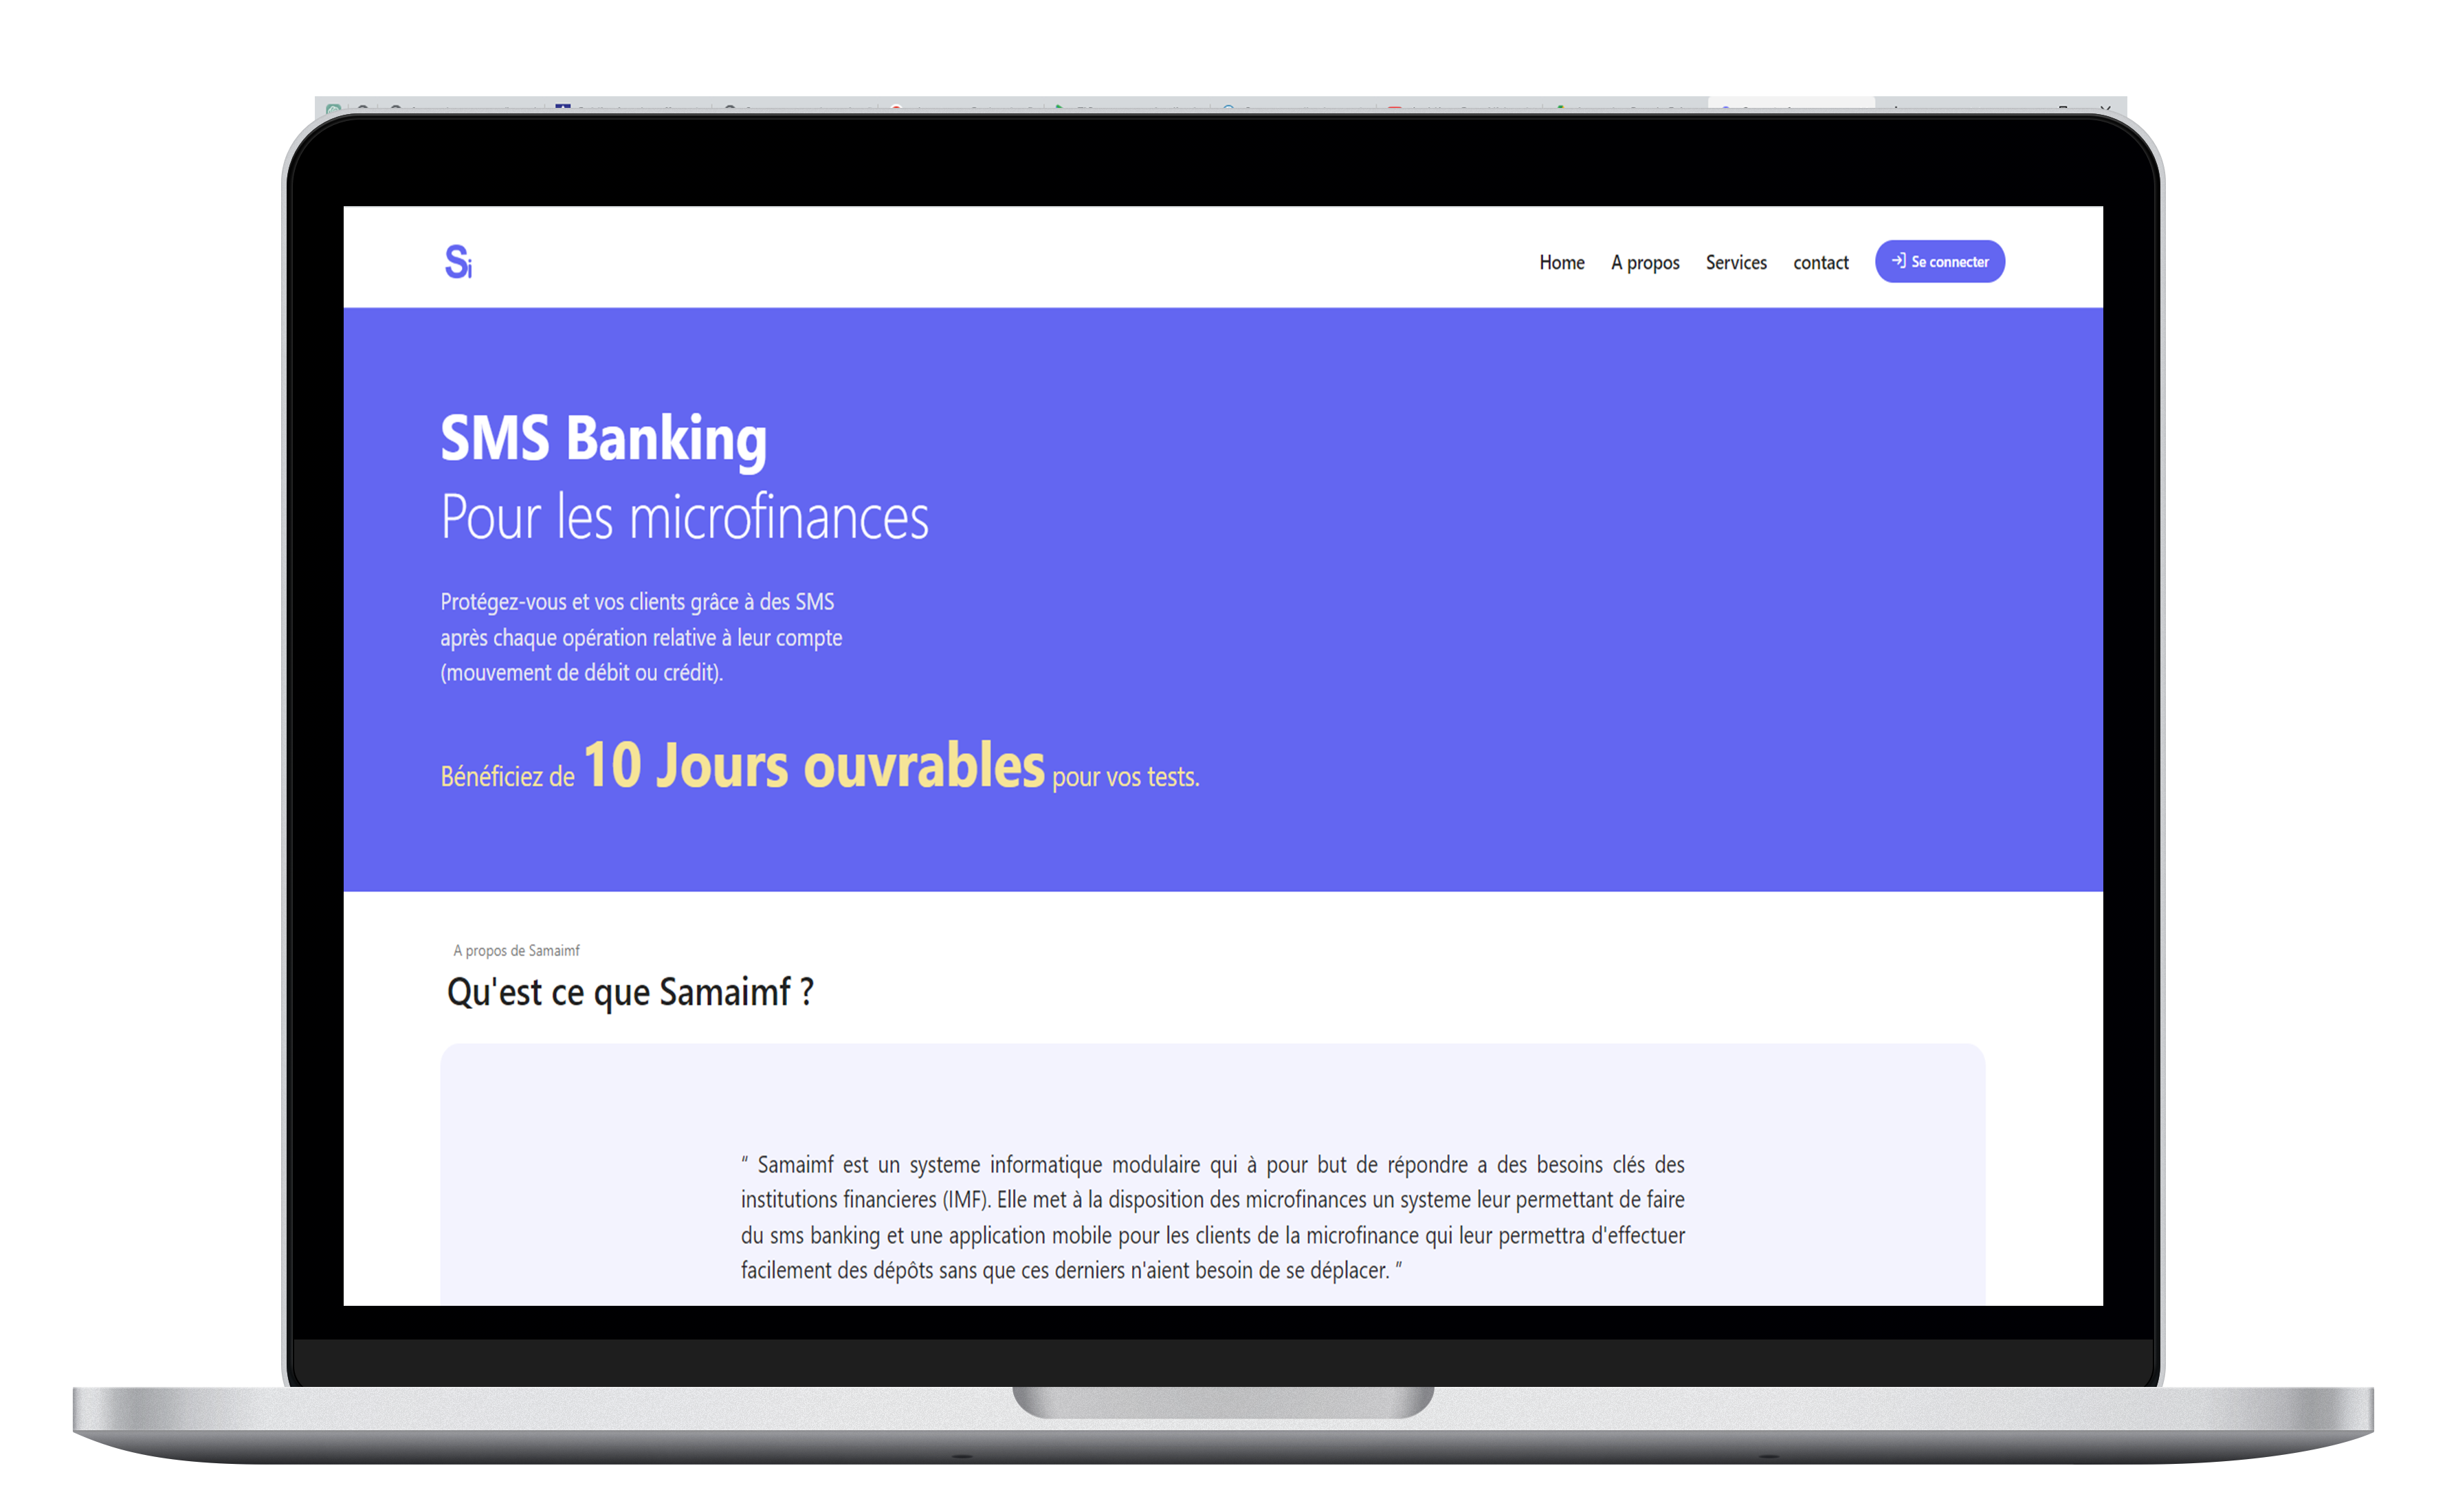 Si
Home A propos Services contact Se connecter
SMS Banking
Pour les microfinances
Protégez-vous et vos clients grâce à des SMS
après chaque opération relative à leur compte
(mouvement de débit ou crédit).
Bénéficiez de 10 Jours ouvrables pour vos tests.
A propos de Samaimf
Qu'est ce que Samaimf ?
" Samaimf est un systeme informatique modulaire qui à pour but de répondre a des besoins clés des
institutions financieres (IMF). Elle met à la disposition des microfinances un systeme leur permettant de faire
du sms banking et une application mobile pour les clients de la microfinance qui leur permettra d'effectuer
facilement des dépôts sans que ces derniers n'aient besoin de se déplacer. "